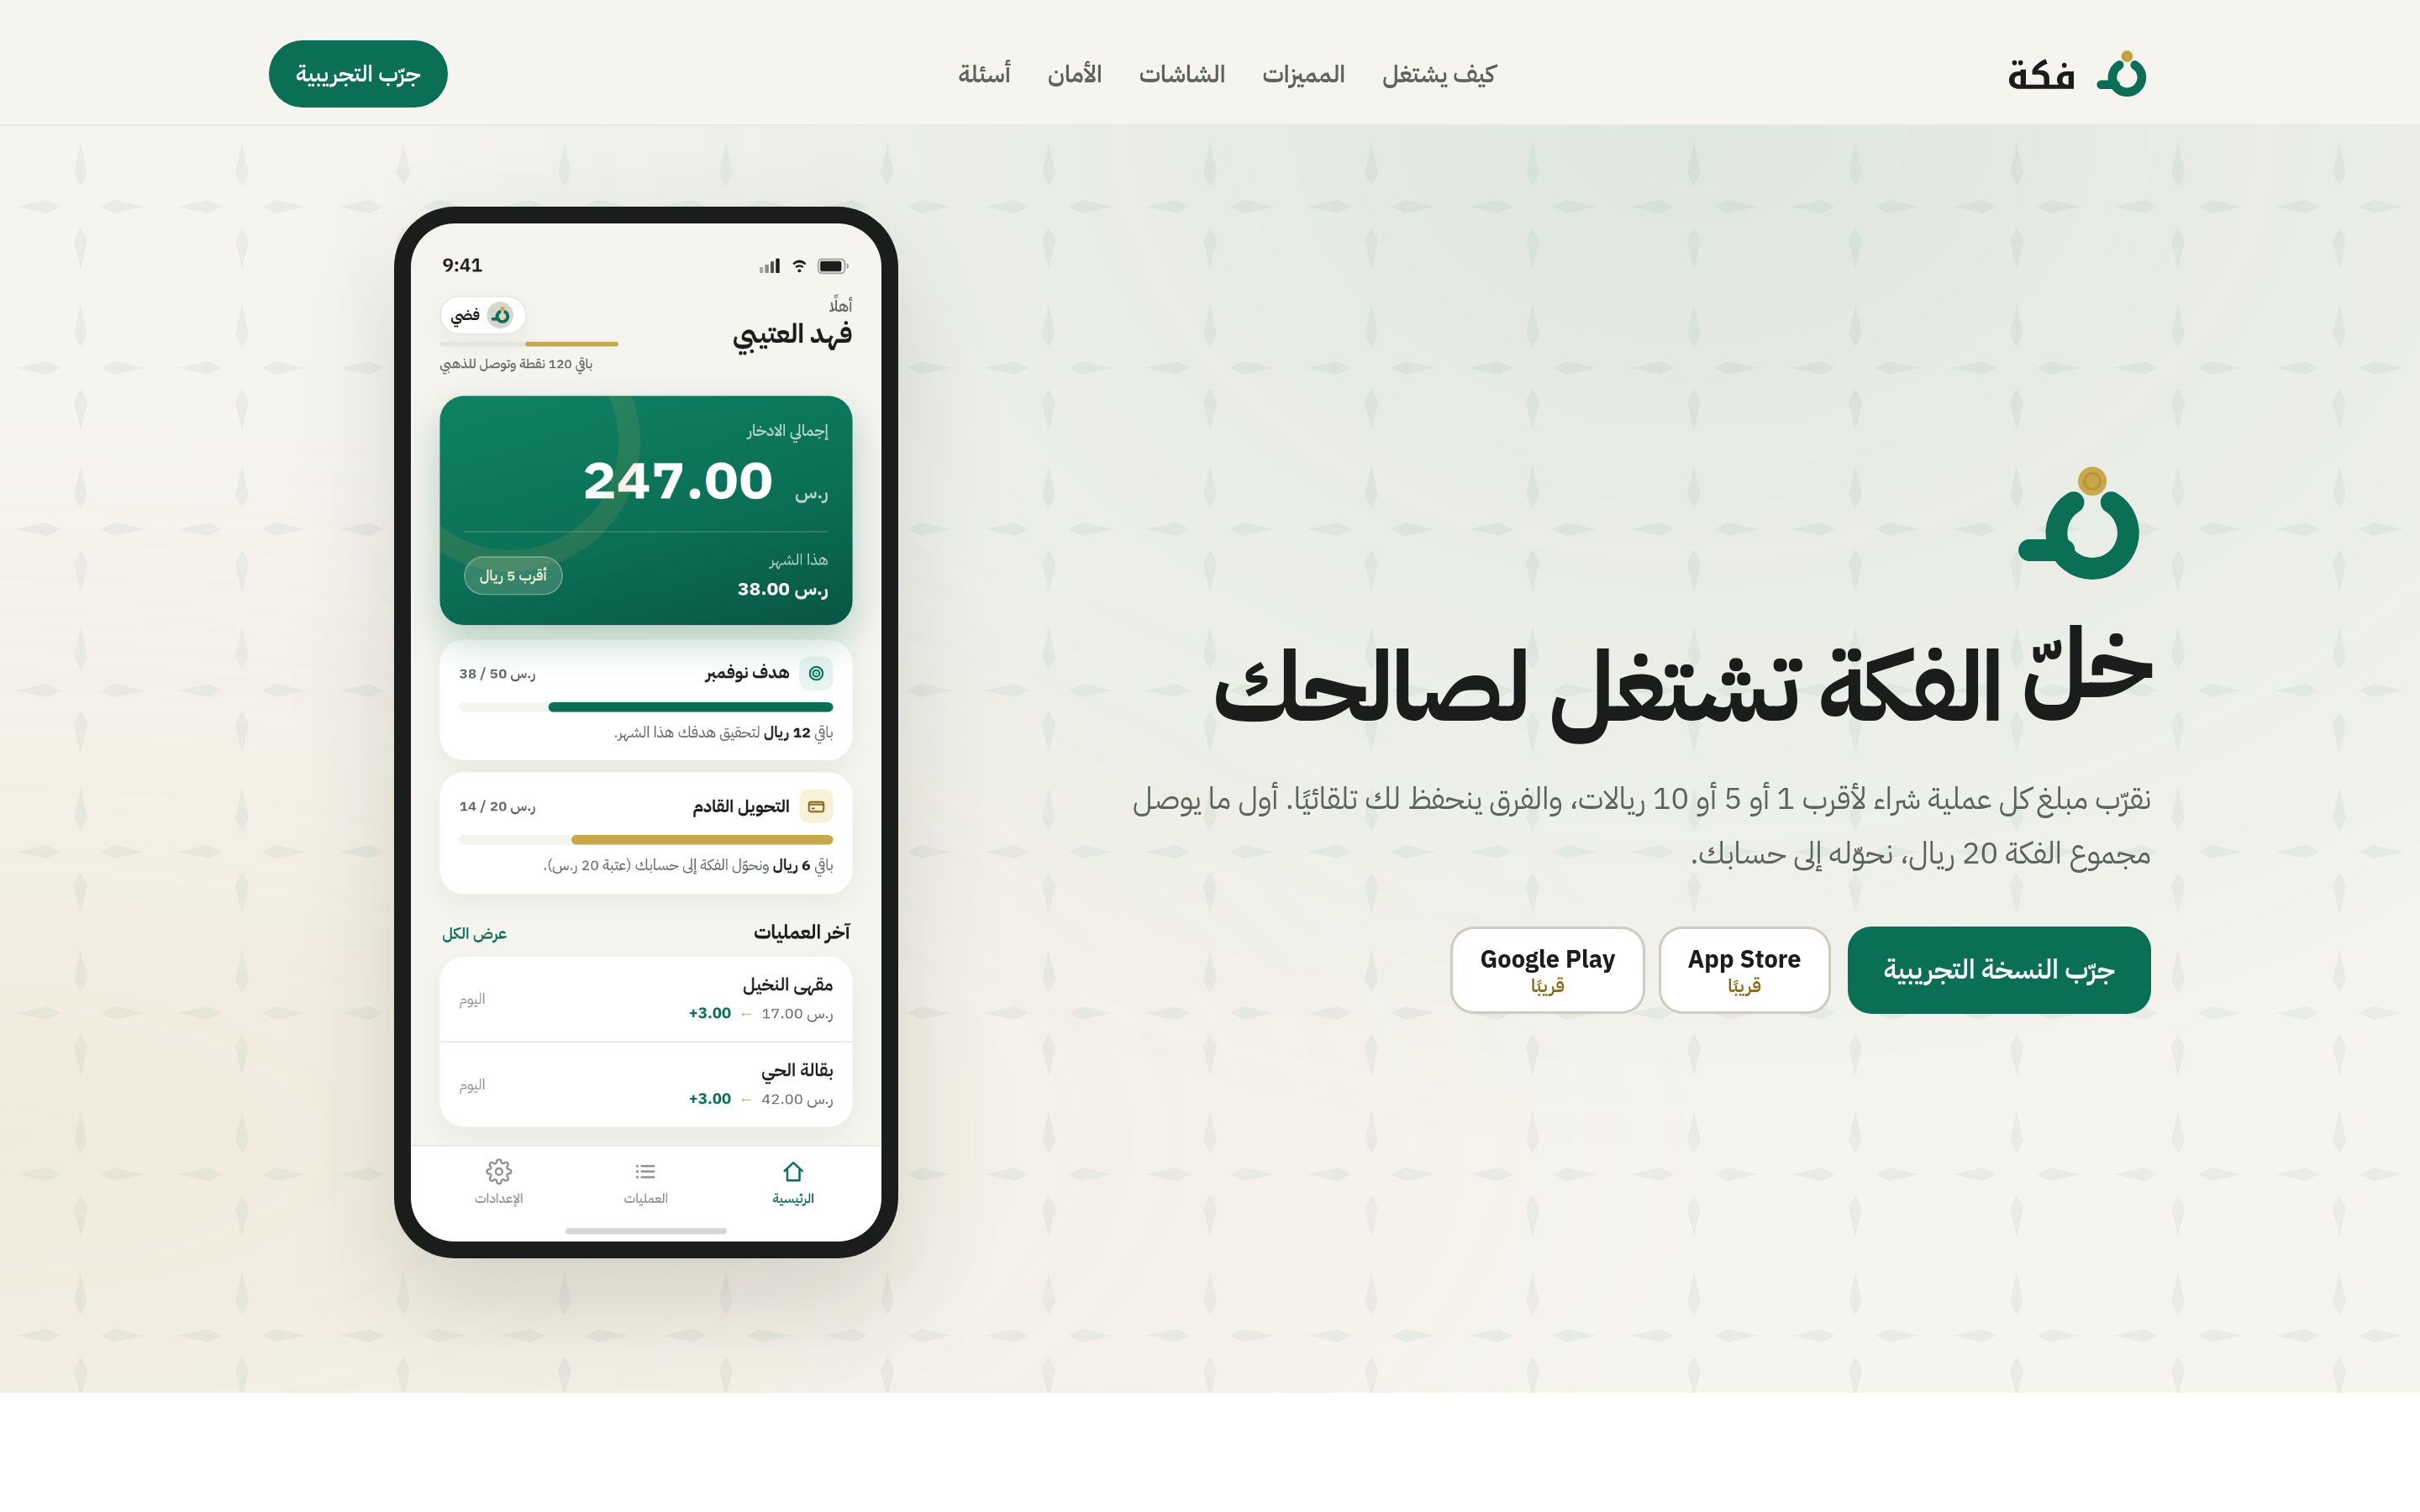 فكة
كيف يشتغل
المميزات
الشاشات
الأمان
أسئلة
جرّب التجريبية
خلّ الفكة تشتغل لصالحك
نقرّب مبلغ كل عملية شراء لأقرب 1 أو 5 أو 10 ريالات، والفرق ينحفظ لك تلقائيًا. أول ما يوصل
مجموع الفكة 20 ريال، نحوّله إلى حسابك.
جرّب النسخة التجريبية
App Store
قريبًا
Google Play
قريبًا
9:41
أهلًا
فهد العتيبي
فضي
باقي 120 نقطة وتوصل للذهبي
إجمالي الادخار
ر.س 247.00
هذا الشهر
ر.س 38.00
أقرب 5 ريال
هدف نوفمبر
ر.س 50 / 38
باقي 12 ريال لتحقيق هدفك هذا الشهر.
التحويل القادم
ر.س 20 / 14
باقي 6 ريال ونحوّل الفكة إلى حسابك (عتبة 20 ر.س).
آخر العمليات
عرض الكل
مقهى النخيل
ر.س 17.00 ← +3.00
اليوم
بقالة الحي
ر.س 42.00 ← +3.00
اليوم
الرئيسية
العمليات
الإعدادات